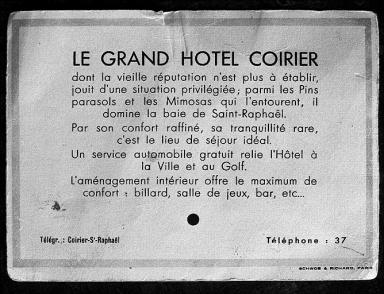 LE GRAND HOTEL COIRIER
dont la vieille réputation n'est plus à établir,
jouit d'une situation privilégiée; parmi les Pins
parasols et les Mimosas qui l'entourent, il
domine la baie de Saint-Raphaël.
Par son confort raffiné, sa tranquillité rare,
c'est le lieu de séjour idéal.
Un service automobile gratuit relie l'Hôtel à
la Ville et au Golf.
L'aménagement intérieur offre le maximum de
confort : billard, salle de jeux, bar, etc...
Télégr. : Coirier-St-Raphaël
Téléphone : 37
SCHWOB & RICHARD, PARIS